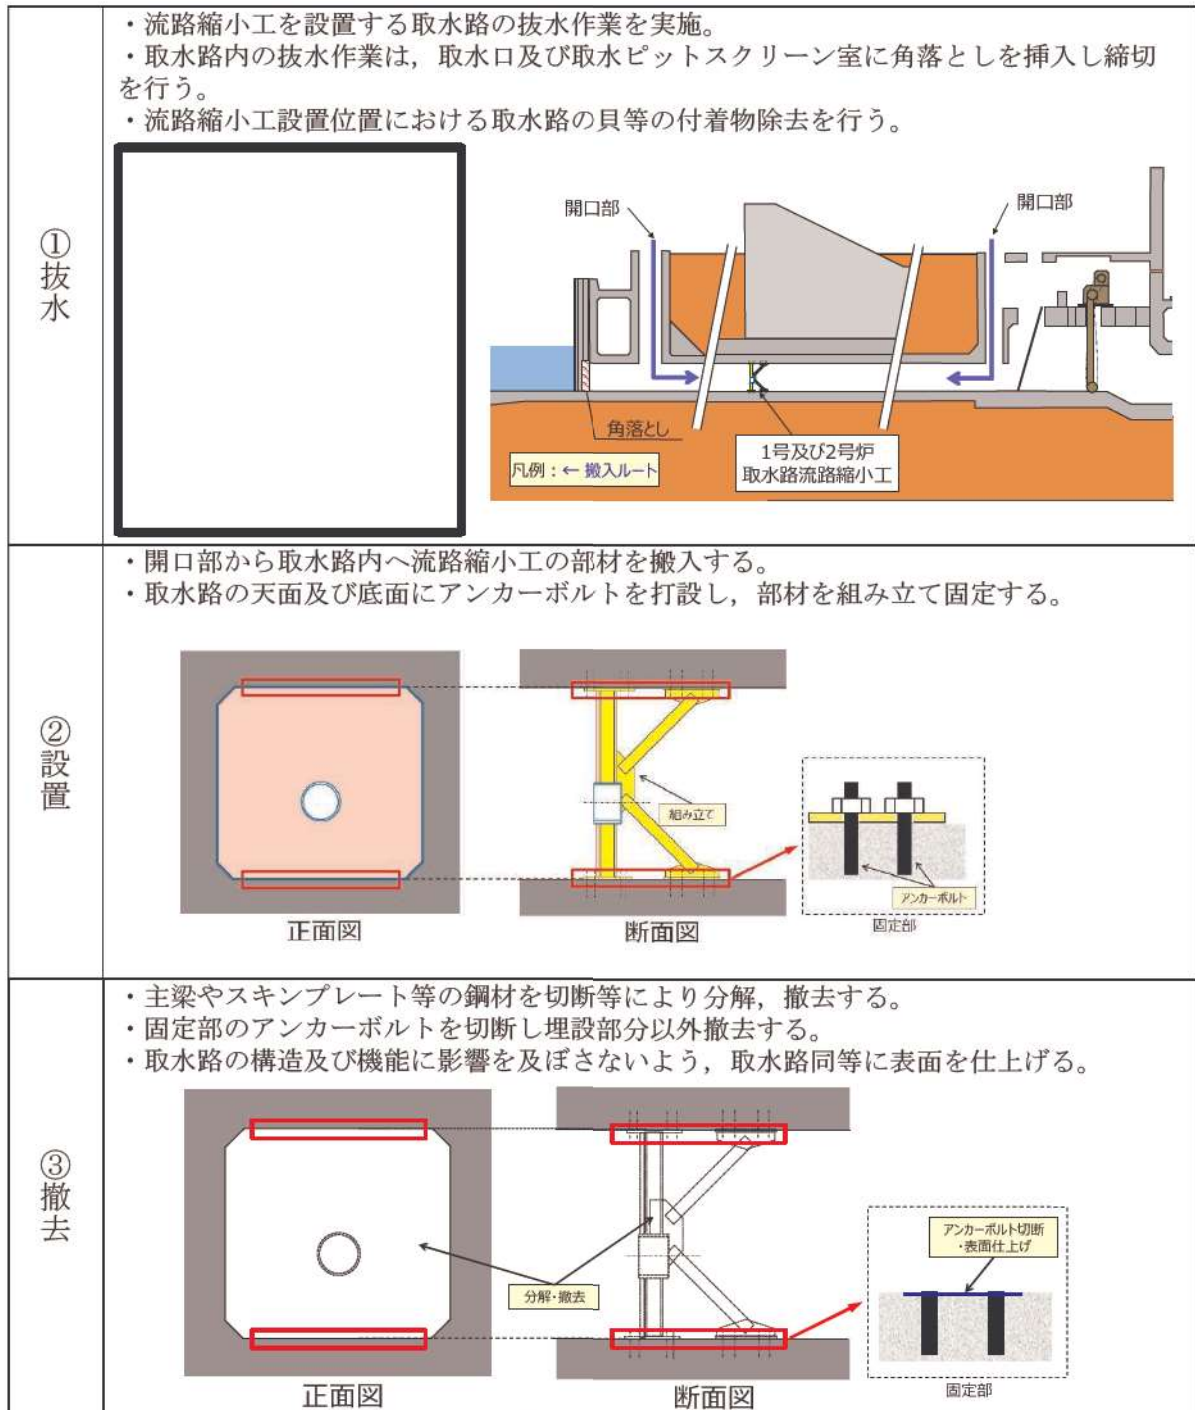 ①抜水
・流路縮小工を設置する取水路の抜水作業を実施。
・取水路内の抜水作業は，取水口及び取水ピットスクリーン室に角落としを挿入し締切
を行う。
・流路縮小工設置位置における取水路の貝等の付着物除去を行う。
開口部
開口部
角落とし
凡例：← 搬入ルート
1号及び2号炉
取水路流路縮小工
②設置
・開口部から取水路内へ流路縮小工の部材を搬入する。
・取水路の天面及び底面にアンカーボルトを打設し，部材を組み立て固定する。
組み立て
アンカーボルト
固定部
正面図
断面図
③撤去
・主梁やスキンプレート等の鋼材を切断等により分解，撤去する。
・固定部のアンカーボルトを切断し埋設部分以外撤去する。
・取水路の構造及び機能に影響を及ぼさないよう，取水路同等に表面を仕上げる。
分解・撤去
アンカーボルト切断
・表面仕上げ
固定部
正面図
断面図